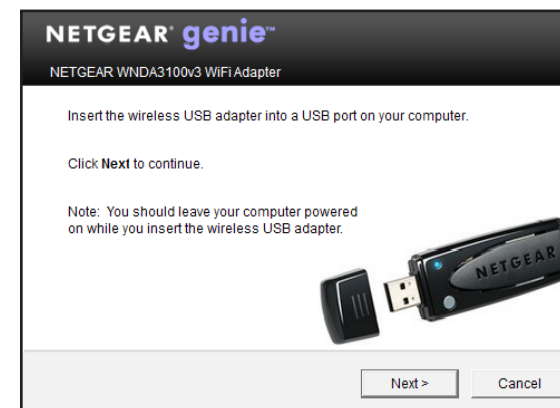 NETGEAR® genie™
NETGEAR WNDA3100v3 WiFi Adapter
Insert the wireless USB adapter into a USB port on your computer.
Click Next to continue.
Note: You should leave your computer powered
on while you insert the wireless USB adapter.
NETGEAR
Next >
Cancel